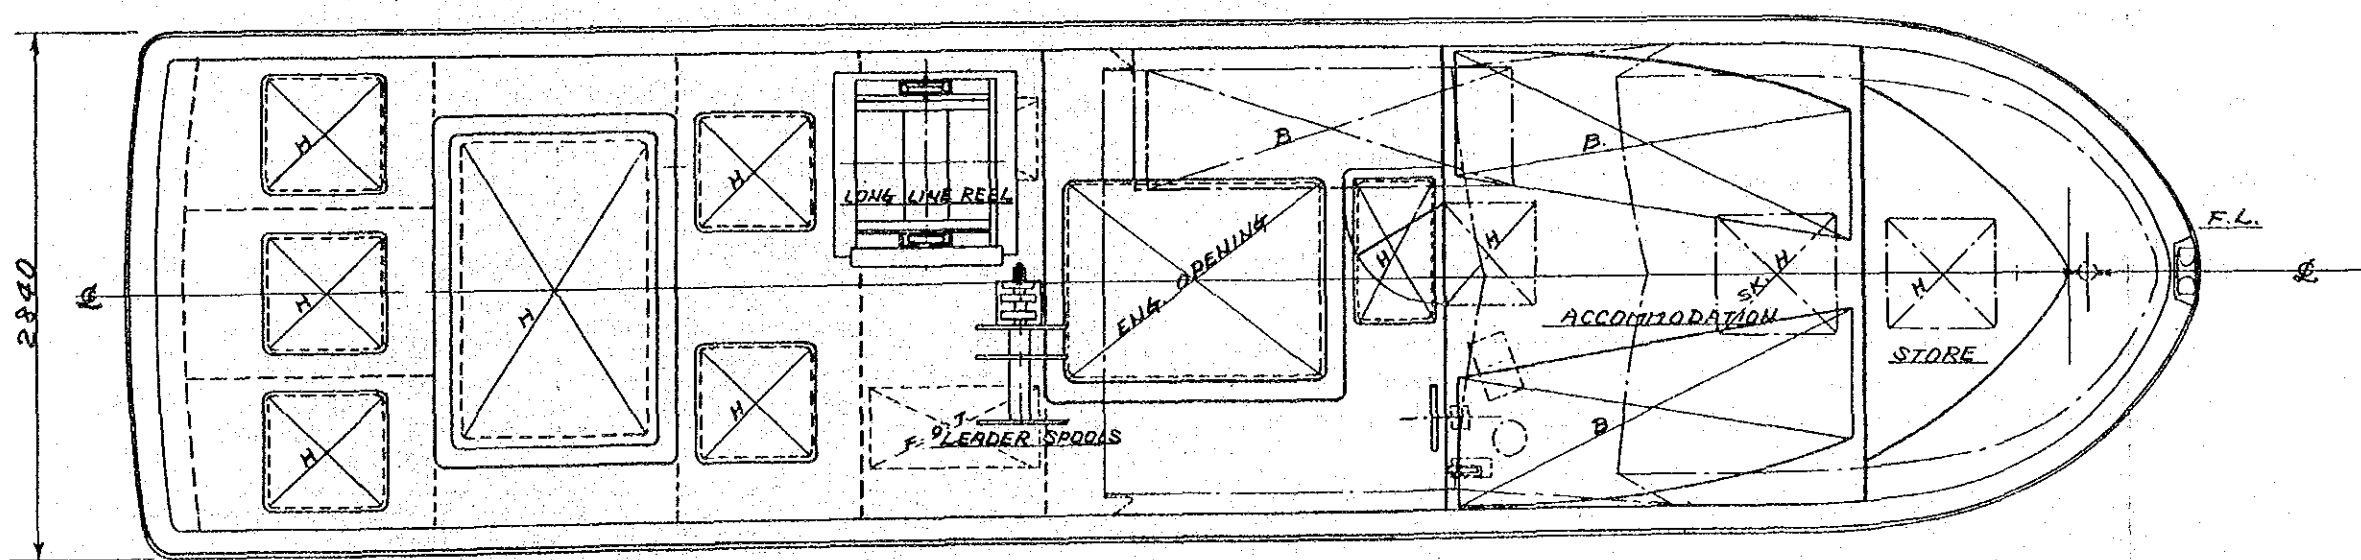 B
B.
H
H
LONG LINE REEL
H
F.L.
ENG. OPENING
H
H
SK. H
H
℄
2840
H
H
℄
ACCOMMODATION
STORE
H
H
F.O.T.
LEADER SPOOLS
B